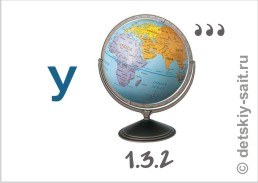 у ,,,
1.3.2
© detskiy-sait.ru